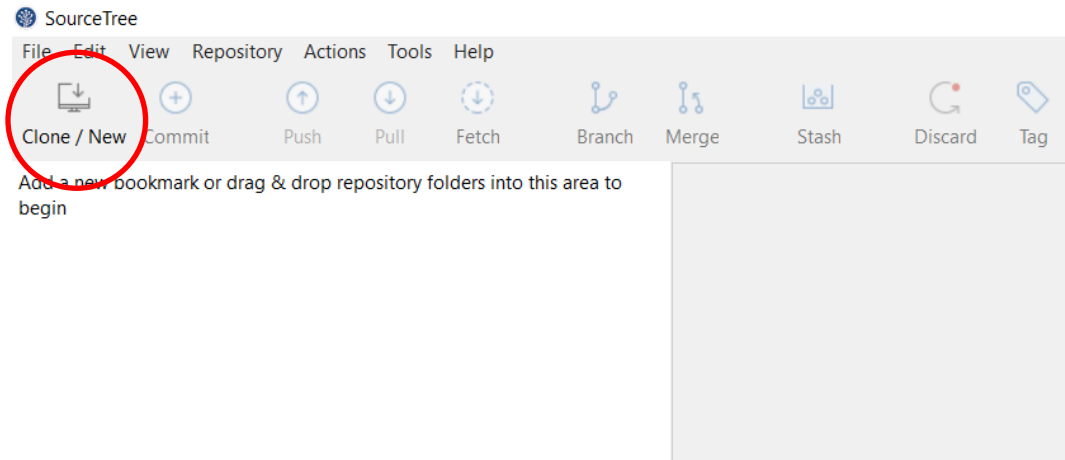 SourceTree
File Edit View Repository Actions Tools Help
Clone / New Commit Push Pull Fetch Branch Merge Stash Discard Tag
Add a new bookmark or drag & drop repository folders into this area to
begin